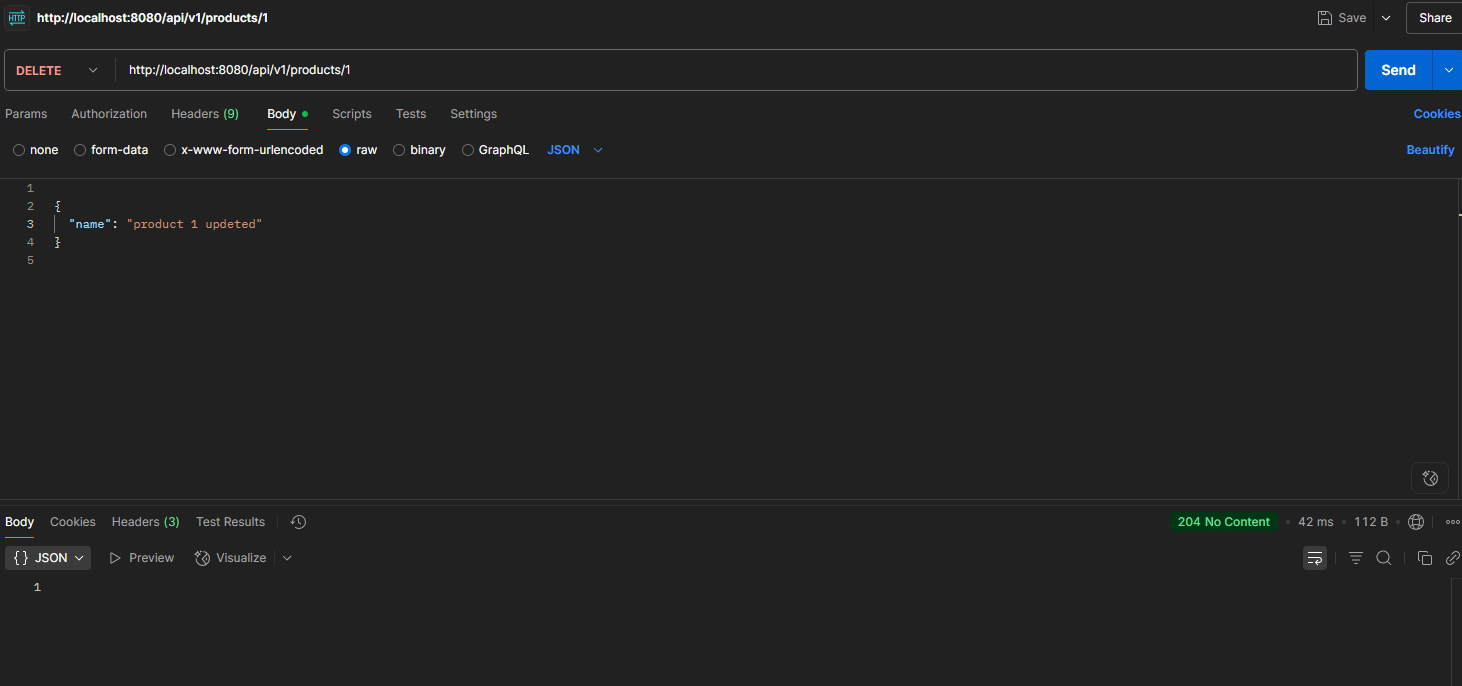 HTTP http://localhost:8080/api/v1/products/1 Save Share
DELETE http://localhost:8080/api/v1/products/1 Send
Params Authorization Headers (9) Body Scripts Tests Settings Cookies
none form-data x-www-form-urlencoded raw binary GraphQL JSON Beautify
1
2 {
3 "name": "product 1 updeted"
4 }
5
Body Cookies Headers (3) Test Results 204 No Content 42 ms 112 B
{} JSON Preview Visualize
1